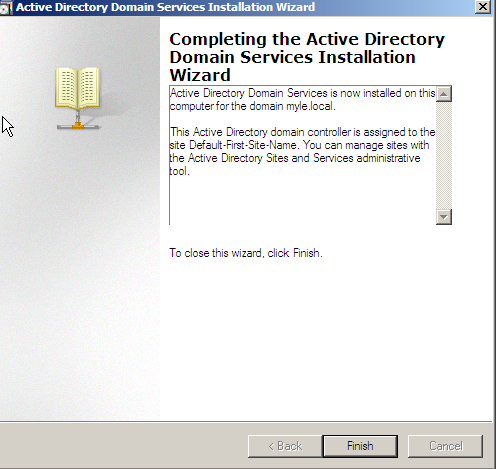 Active Directory Domain Services Installation Wizard
Completing the Active Directory
Domain Services Installation
Wizard
Active Directory Domain Services is now installed on this
computer for the domain myle.local.
This Active Directory domain controller is assigned to the
site Default-First-Site-Name. You can manage sites with
the Active Directory Sites and Services administrative
tool.
To close this wizard, click Finish.
< Back
Finish
Cancel